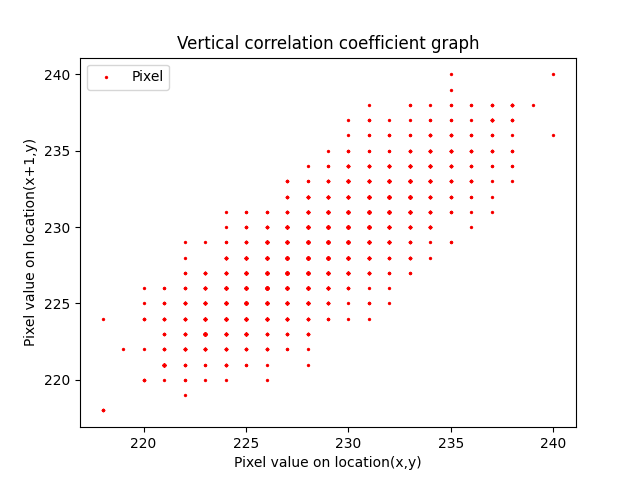 Vertical correlation coefficient graph
Pixel
240
235
230
225
220
Pixel value on location(x+1,y)
220 225 230 235 240
Pixel value on location(x,y)